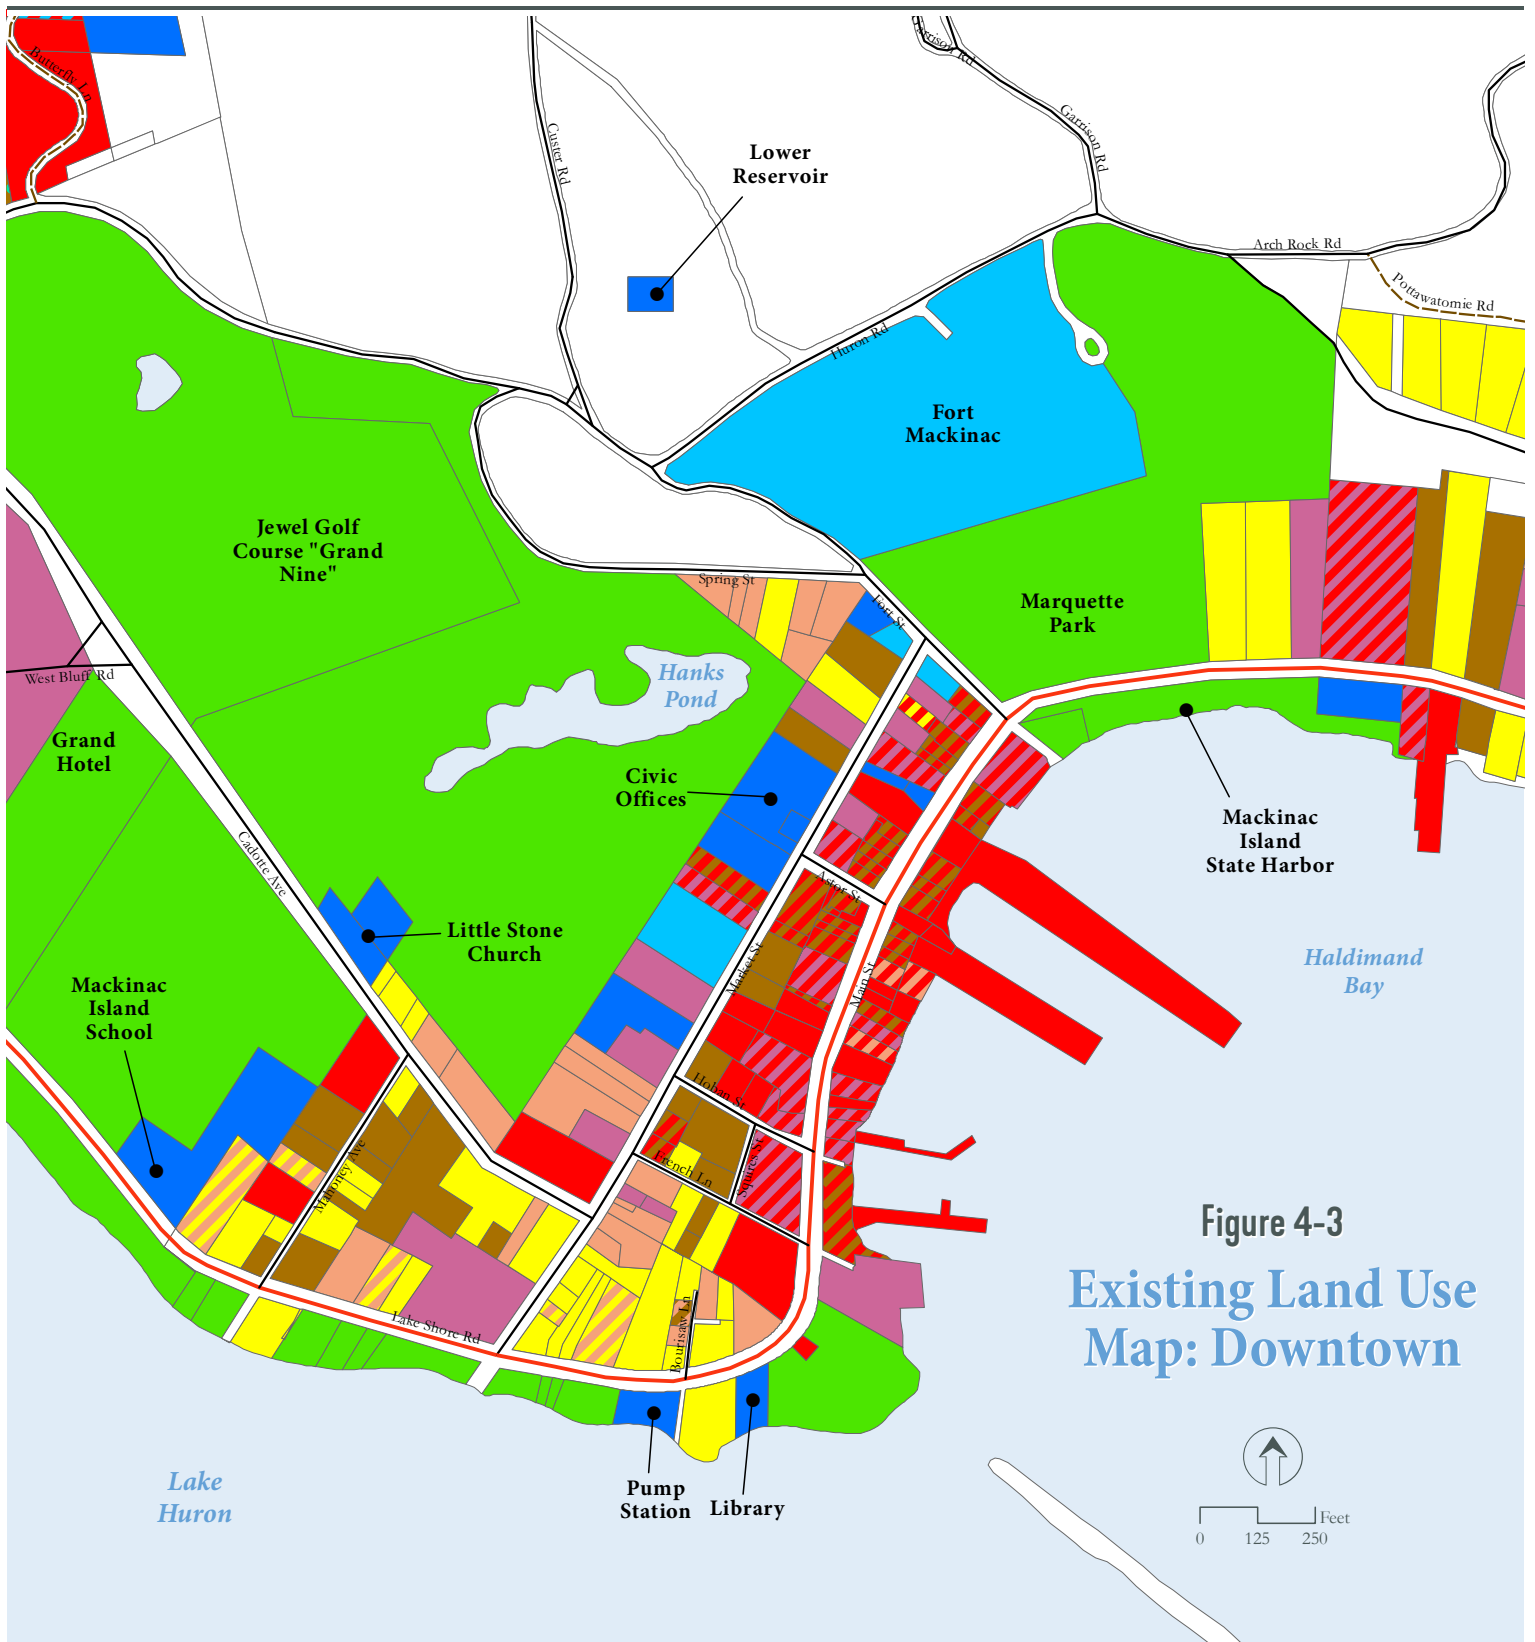 Butterfly Ln
Garrison Rd
Custer Rd
Garrison Rd
Lower
Reservoir
Arch Rock Rd
Pottawatomie Rd
Huron Rd
Fort
Mackinac
Jewel Golf
Course "Grand
Nine"
Spring St
Fort St
Marquette
Park
West Bluff Rd
Hanks
Pond
Grand
Hotel
Civic
Offices
Mackinac
Island
State Harbor
Cadotte Ave
Astor St
Little Stone
Church
Market St
Main St
Haldimand
Bay
Mackinac
Island
School
Hoban St
Mahoney Ave
French Ln
Squires St
Figure 4-3
Existing Land Use
Map: Downtown
Lake Shore Rd
Bourisaw Ln
Lake
Huron
Pump
Station
Library
Feet
0 125 250